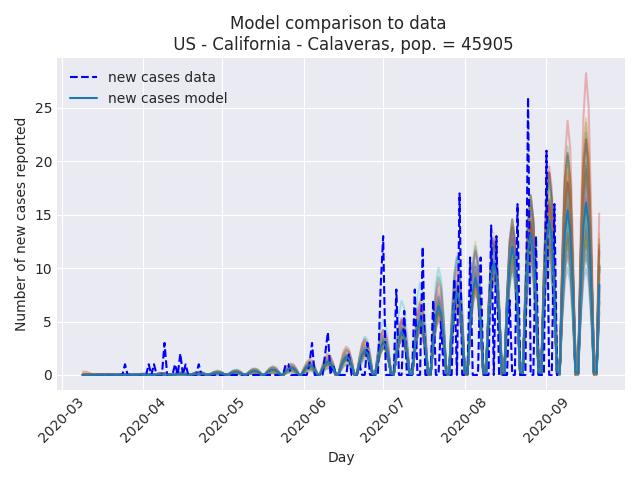 Model comparison to data
US - California - Calaveras, pop. = 45905
new cases data
new cases model
Number of new cases reported
25
20
15
10
5
0
2020-03
2020-04
2020-05
2020-06
2020-07
2020-08
2020-09
Day